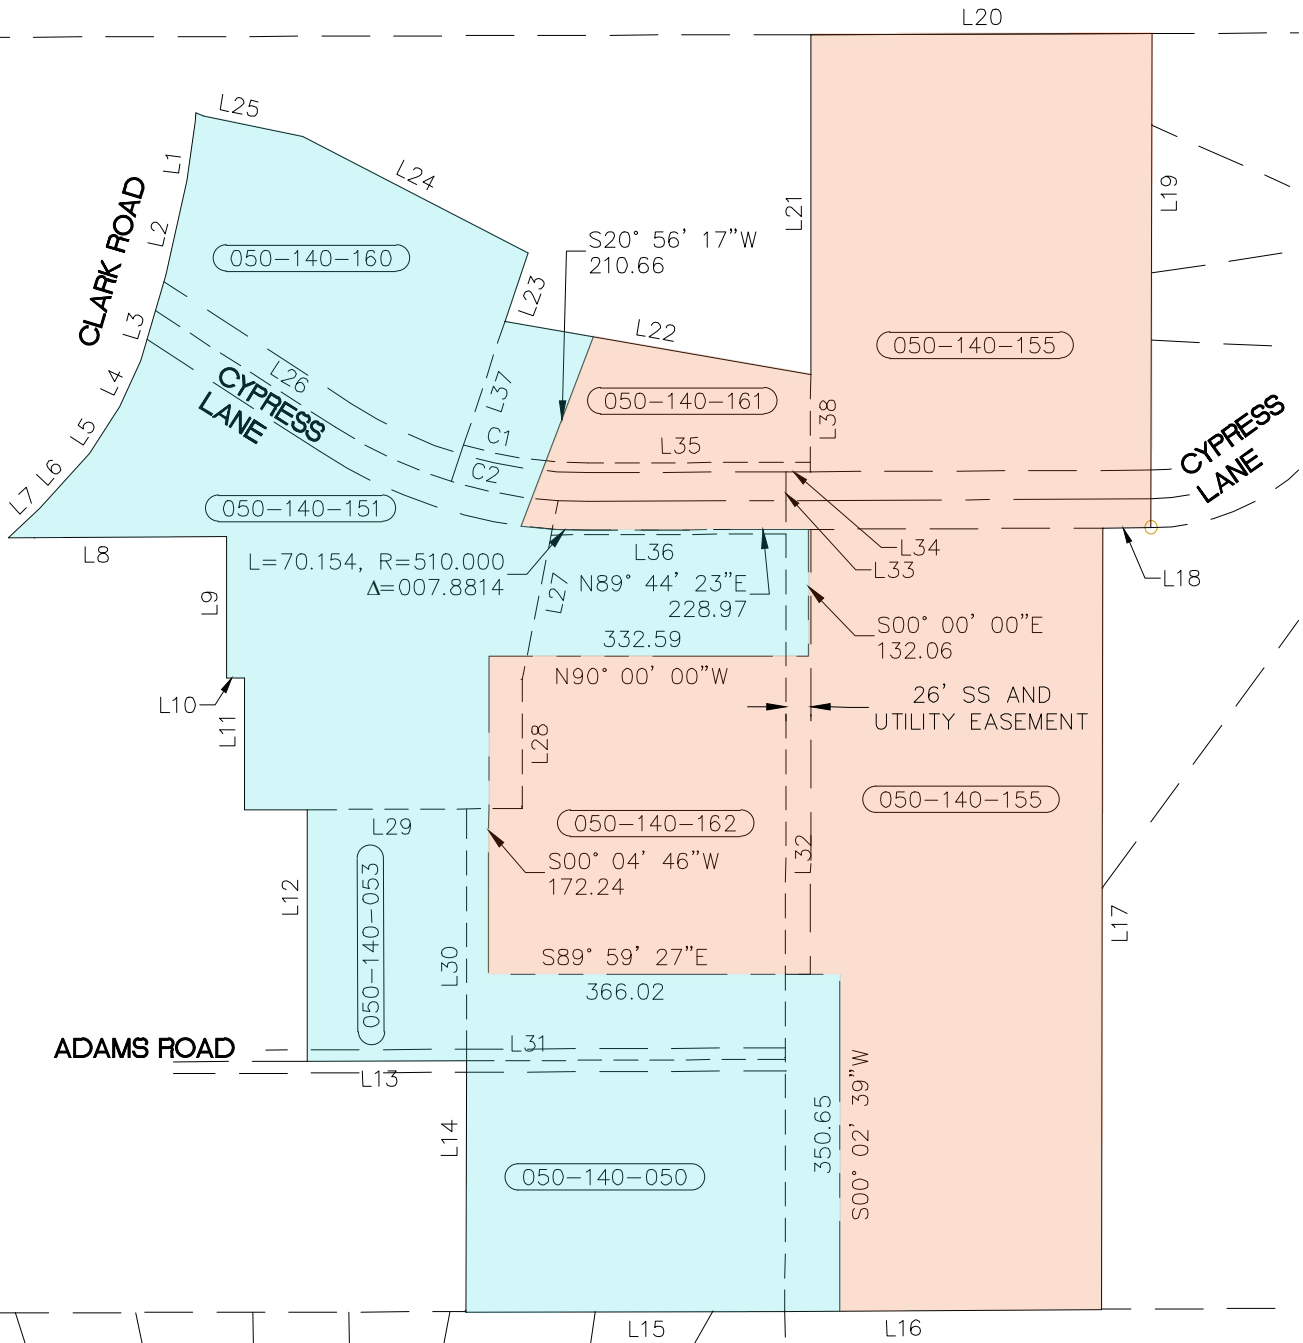 L20
L25
L1
L24
L2
CLARK ROAD
050-140-160
L21
L19
S20° 56' 17"W
210.66
L23
L22
L3
L26
050-140-155
L4
CYPRESS
LANE
L37
050-140-161
L38
L5
C1
L35
CYPRESS
LANE
L6
C2
L7
050-140-151
L8
L=70.154, R=510.000
Δ=007.8814
L36
L34
L33
N89° 44' 23"E
228.97
L18
L9
L27
332.59
S00° 00' 00"E
132.06
N90° 00' 00"W
L10
L11
26' SS AND
UTILITY EASEMENT
L28
050-140-155
L29
050-140-162
L32
S00° 04' 46"W
172.24
L12
050-140-053
L17
L30
S89° 59' 27"E
366.02
ADAMS ROAD
L31
L13
L14
350.65
S00° 02' 39"W
050-140-050
L15
L16